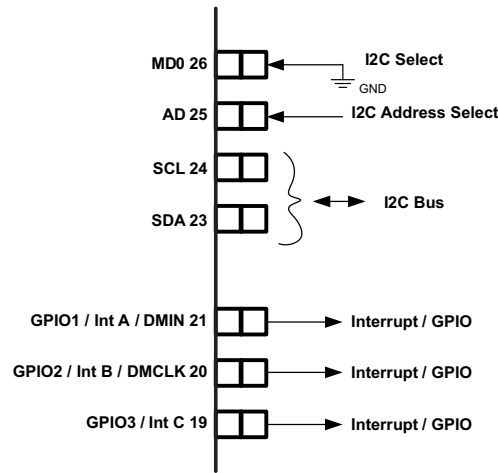 MD0 26
I2C Select
GND
AD 25
I2C Address Select
SCL 24
I2C Bus
SDA 23
GPIO1 / Int A / DMIN 21
Interrupt / GPIO
GPIO2 / Int B / DMCLK 20
Interrupt / GPIO
GPIO3 / Int C 19
Interrupt / GPIO